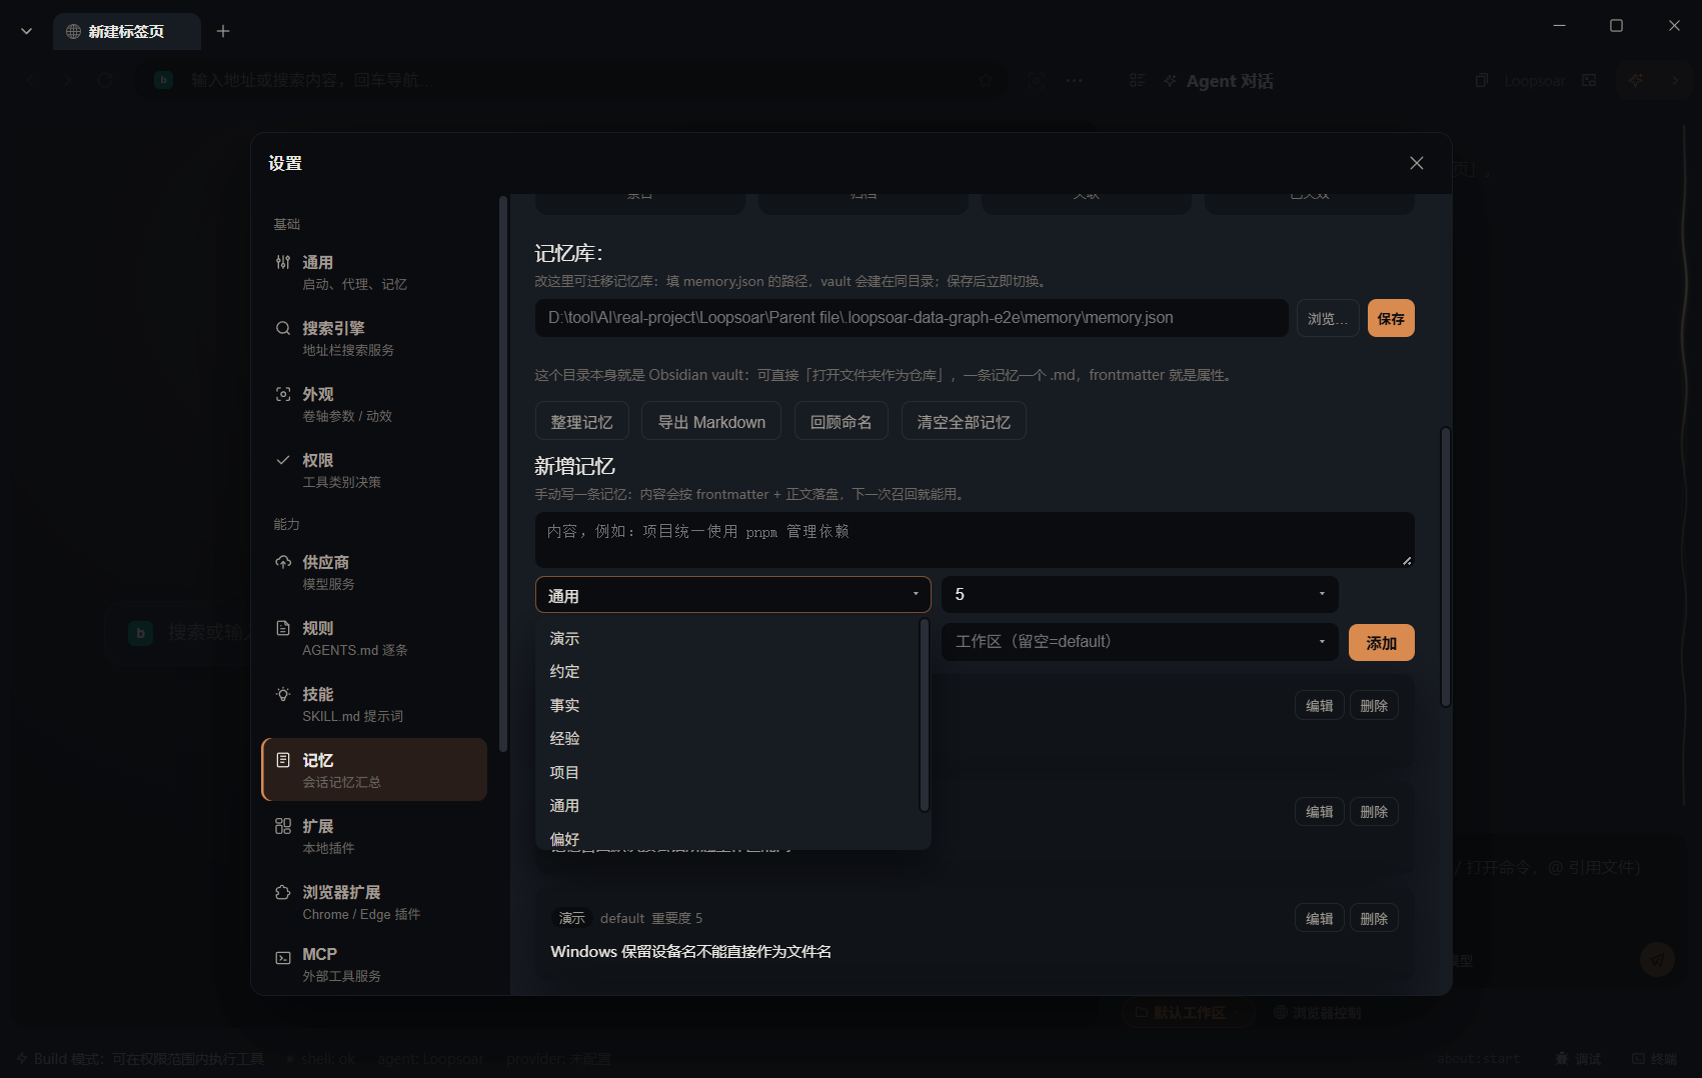 新建标签页
输入地址或搜索内容，回车导航...
Agent 对话
Loopsoar
设置
基础
通用
启动、代理、记忆
搜索引擎
地址栏搜索服务
外观
卷轴参数 / 动效
权限
工具类别决策
能力
供应商
模型服务
规则
AGENTS.md 逐条
技能
SKILL.md 提示词
记忆
会话记忆汇总
扩展
本地插件
浏览器扩展
Chrome / Edge 插件
MCP
外部工具服务
记忆库：
改这里可迁移记忆库：填 memory.json 的路径，vault 会建在同目录；保存后立即切换。
D:\tool\AI\real-project\Loopsoar\Parent file\.loopsoar-data-graph-e2e\memory\memory.json
浏览...
保存
这个目录本身就是 Obsidian vault：可直接「打开文件夹作为仓库」，一条记忆一个 .md，frontmatter 就是属性。
整理记忆
导出 Markdown
回顾命名
清空全部记忆
新增记忆
手动写一条记忆：内容会按 frontmatter + 正文落盘，下一次召回就能用。
内容，例如：项目统一使用 pnpm 管理依赖
通用
5
演示
约定
事实
经验
项目
通用
偏好
工作区（留空=default）
添加
编辑
删除
编辑
删除
演示
default 重要度 5
编辑
删除
Windows 保留设备名不能直接作为文件名
搜索或输入
/ 打开命令，@ 引用文件)
默认工作区
浏览器控制
Build 模式：可在权限范围内执行工具
shell: ok
agent: Loopsoar
provider: 未配置
about:start
调试
终端